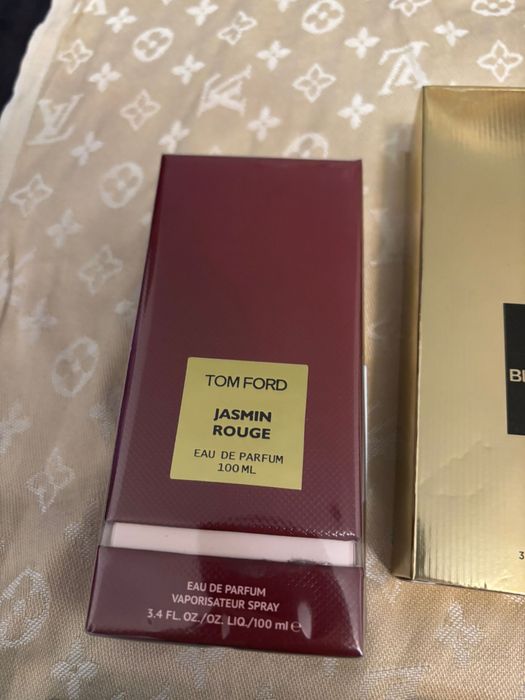 TOM FORD
JASMIN
ROUGE
EAU DE PARFUM
100 ML
EAU DE PARFUM
VAPORISATEUR SPRAY
3.4 FL. OZ./OZ. LIQ./100 ml ℮